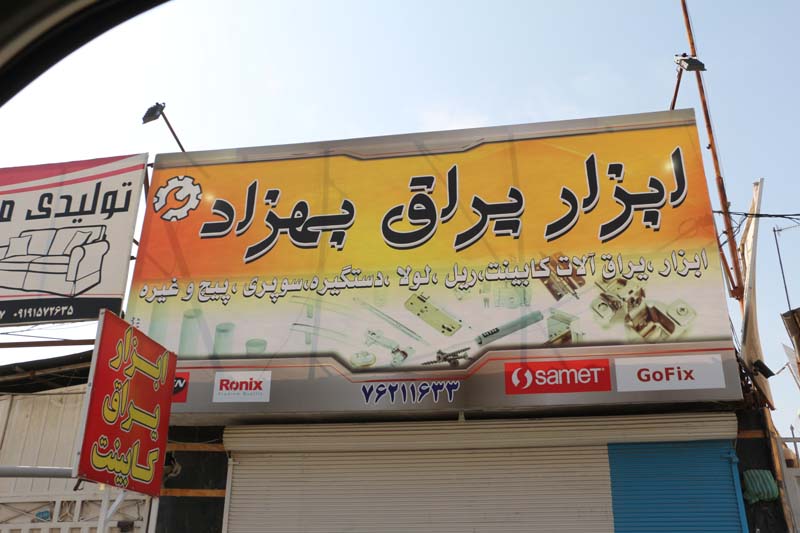 ابزار یراق بهزاد
ابزار ،یراق آلات کابینت،ریل ،لولا ،دستگیره،سوپری ، پیچ و غیره
Ronix
۷۶۲۱۱۶۳۳
samet
GoFix
تولیدی
۰۹۱۹۱۵۷۲۶۳۵
ابزار
یراق
کابینت